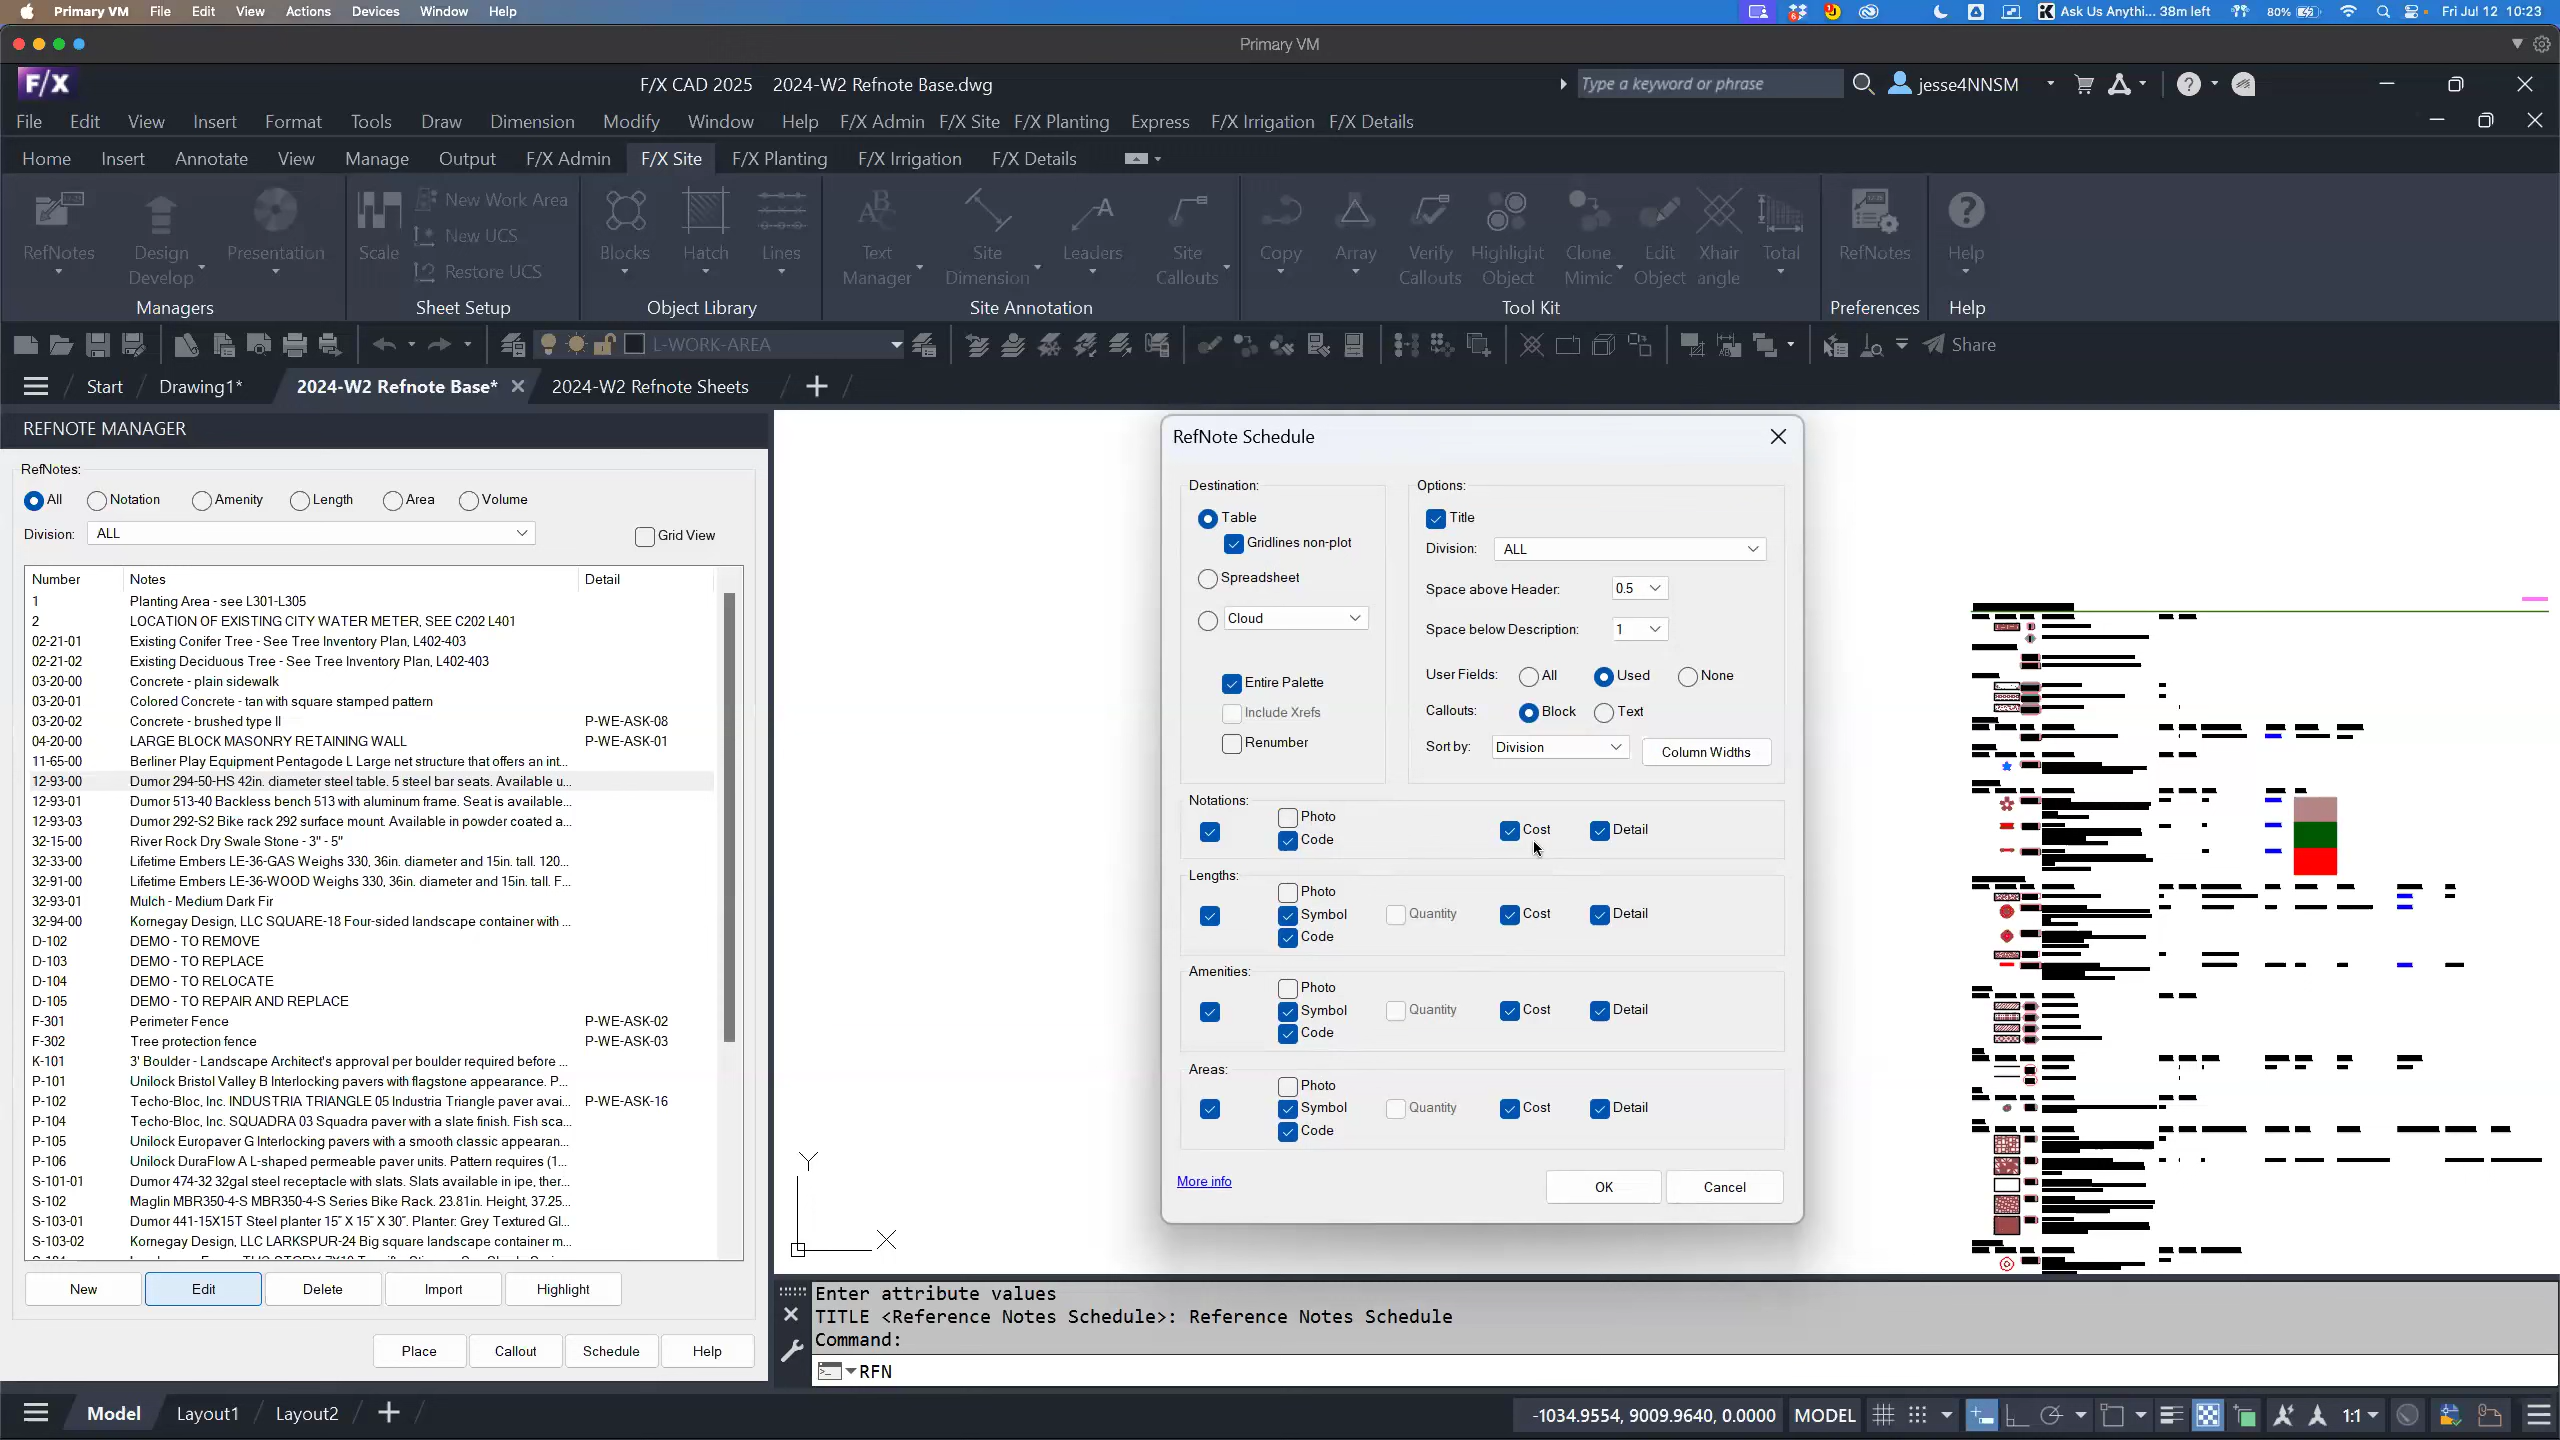 Primary VM File Edit View Actions Devices Window Help
Ask Us Anythi... 38m left 80% Fri Jul 12 10:23
Primary VM
F/X F/X CAD 2025 2024-W2 Refnote Base.dwg Type a keyword or phrase jesse4NNSM
File Edit View Insert Format Tools Draw Dimension Modify Window Help F/X Admin F/X Site F/X Planting Express F/X Irrigation F/X Details
Home Insert Annotate View Manage Output F/X Admin F/X Site F/X Planting F/X Irrigation F/X Details
RefNotes Design Develop Presentation Scale New Work Area New UCS Restore UCS Blocks Hatch Lines Text Manager Site Dimension Leaders Site Callouts Copy Array Verify Callouts Highlight Object Clone Mimic Edit Object Xhair angle Total RefNotes Help
Managers Sheet Setup Object Library Site Annotation Tool Kit Preferences Help
L-WORK-AREA Share
Start Drawing1* 2024-W2 Refnote Base* 2024-W2 Refnote Sheets
REFNOTE MANAGER
RefNotes:
All Notation Amenity Length Area Volume
Division: ALL Grid View
Number Notes Detail
1 Planting Area - see L301-L305
2 LOCATION OF EXISTING CITY WATER METER, SEE C202 L401
02-21-01 Existing Conifer Tree - See Tree Inventory Plan, L402-403
02-21-02 Existing Deciduous Tree - See Tree Inventory Plan, L402-403
03-20-00 Concrete - plain sidewalk
03-20-01 Colored Concrete - tan with square stamped pattern
03-20-02 Concrete - brushed type II P-WE-ASK-08
04-20-00 LARGE BLOCK MASONRY RETAINING WALL P-WE-ASK-01
11-65-00 Berliner Play Equipment Pentagode L Large net structure that offers an int...
12-93-00 Dumor 294-50-HS 42in. diameter steel table. 5 steel bar seats. Available u...
12-93-01 Dumor 513-40 Backless bench 513 with aluminum frame. Seat is available...
12-93-03 Dumor 292-S2 Bike rack 292 surface mount. Available in powder coated a...
32-15-00 River Rock Dry Swale Stone - 3" - 5"
32-33-00 Lifetime Embers LE-36-GAS Weighs 330, 36in. diameter and 15in. tall. 120...
32-91-00 Lifetime Embers LE-36-WOOD Weighs 330, 36in. diameter and 15in. tall. F...
32-93-01 Mulch - Medium Dark Fir
32-94-00 Kornegay Design, LLC SQUARE-18 Four-sided landscape container with ...
D-102 DEMO - TO REMOVE
D-103 DEMO - TO REPLACE
D-104 DEMO - TO RELOCATE
D-105 DEMO - TO REPAIR AND REPLACE
F-301 Perimeter Fence P-WE-ASK-02
F-302 Tree protection fence P-WE-ASK-03
K-101 3' Boulder - Landscape Architect's approval per boulder required before ...
P-101 Unilock Bristol Valley B Interlocking pavers with flagstone appearance. P...
P-102 Techo-Bloc, Inc. INDUSTRIA TRIANGLE 05 Industria Triangle paver avai... P-WE-ASK-16
P-104 Techo-Bloc, Inc. SQUADRA 03 Squadra paver with a slate finish. Fish sca...
P-105 Unilock Europaver G Interlocking pavers with a smooth classic appearan...
P-106 Unilock DuraFlow A L-shaped permeable paver units. Pattern requires (1...
S-101-01 Dumor 474-32 32gal steel receptacle with slats. Slats available in ipe, ther...
S-102 Maglin MBR350-4-S MBR350-4-S Series Bike Rack. 23.81in. Height, 37.25...
S-103-01 Dumor 441-15X15T Steel planter 15" X 15" X 30". Planter: Grey Textured Gl...
S-103-02 Kornegay Design, LLC LARKSPUR-24 Big square landscape container m...
New Edit Delete Import Highlight
Place Callout Schedule Help
RefNote Schedule
Destination:
Table
Gridlines non-plot
Spreadsheet
Cloud
Entire Palette
Include Xrefs
Renumber
Options:
Title
Division: ALL
Space above Header: 0.5
Space below Description: 1
User Fields: All Used None
Callouts: Block Text
Sort by: Division Column Widths
Notations:
Photo
Code Cost Detail
Lengths:
Photo
Symbol Quantity Cost Detail
Code
Amenities:
Photo
Symbol Quantity Cost Detail
Code
Areas:
Photo
Symbol Quantity Cost Detail
Code
More info OK Cancel
Y
X
Enter attribute values
TITLE <Reference Notes Schedule>: Reference Notes Schedule
Command:
RFN
Model Layout1 Layout2
-1034.9554, 9009.9640, 0.0000 MODEL 1:1